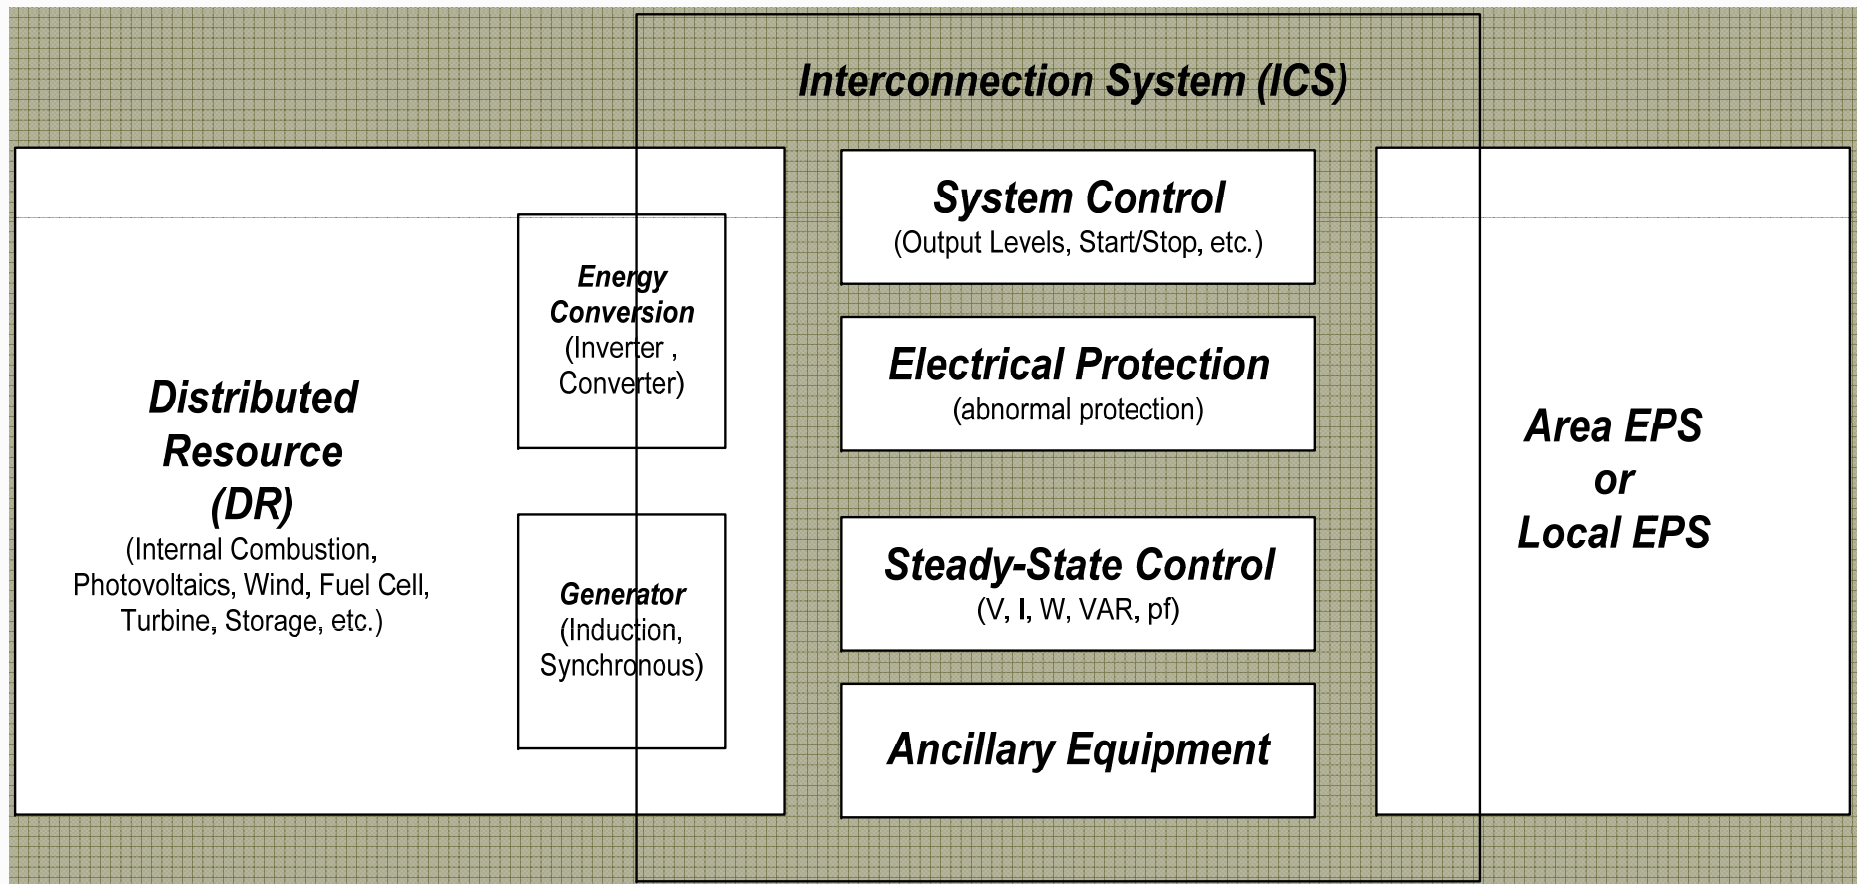 Interconnection System (ICS)
System Control
(Output Levels, Start/Stop, etc.)
Energy
Conversion
(Inverter ,
Converter)
Electrical Protection
(abnormal protection)
Distributed
Resource
(DR)
(Internal Combustion,
Photovoltaics, Wind, Fuel Cell,
Turbine, Storage, etc.)
Generator
(Induction,
Synchronous)
Steady-State Control
(V, I, W, VAR, pf)
Ancillary Equipment
Area EPS
or
Local EPS